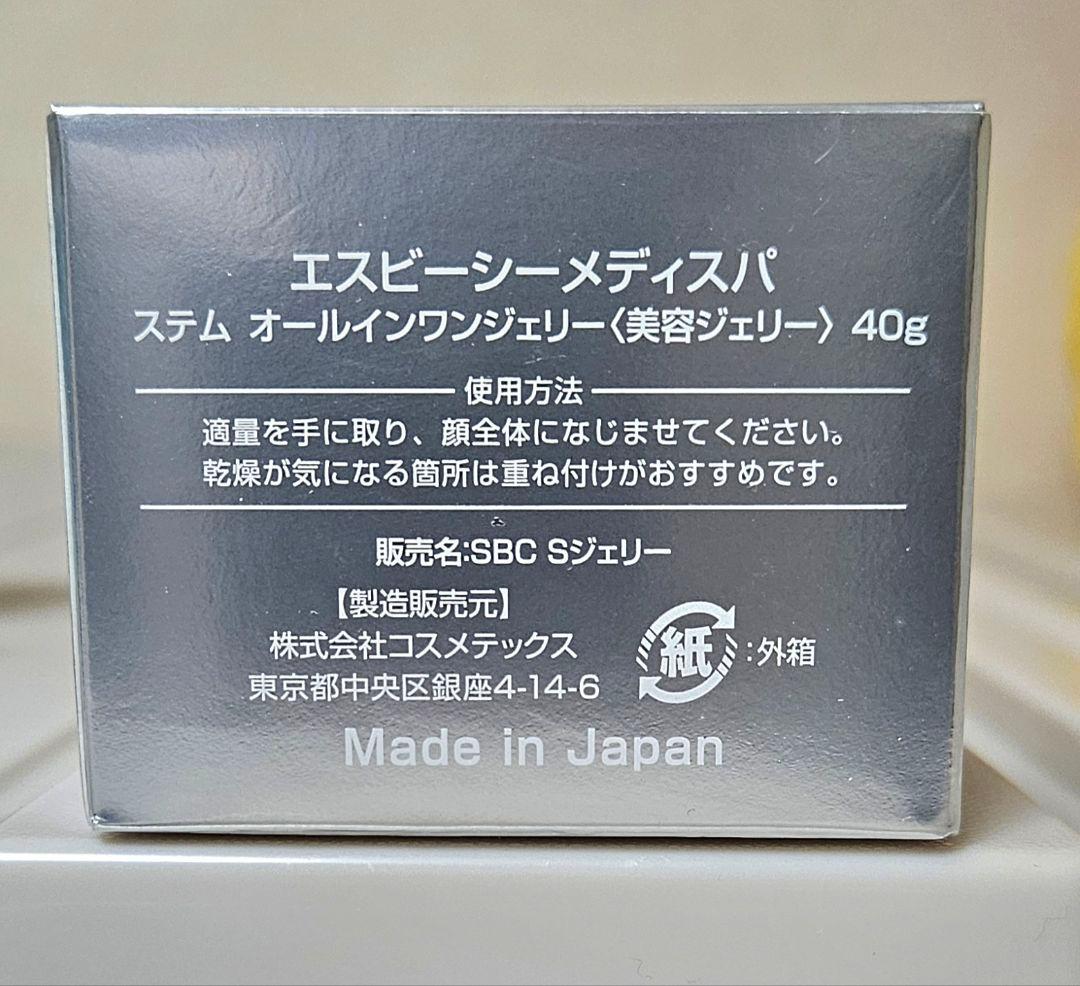 エスビーシーメディスパ
ステム オールインワンジェリー〈美容ジェリー〉 40g
使用方法
適量を手に取り、顔全体になじませてください。
乾燥が気になる箇所は重ね付けがおすすめです。
販売名:SBC Sジェリー
【製造販売元】
株式会社コスメテックス
東京都中央区銀座4-14-6
紙:外箱
Made in Japan